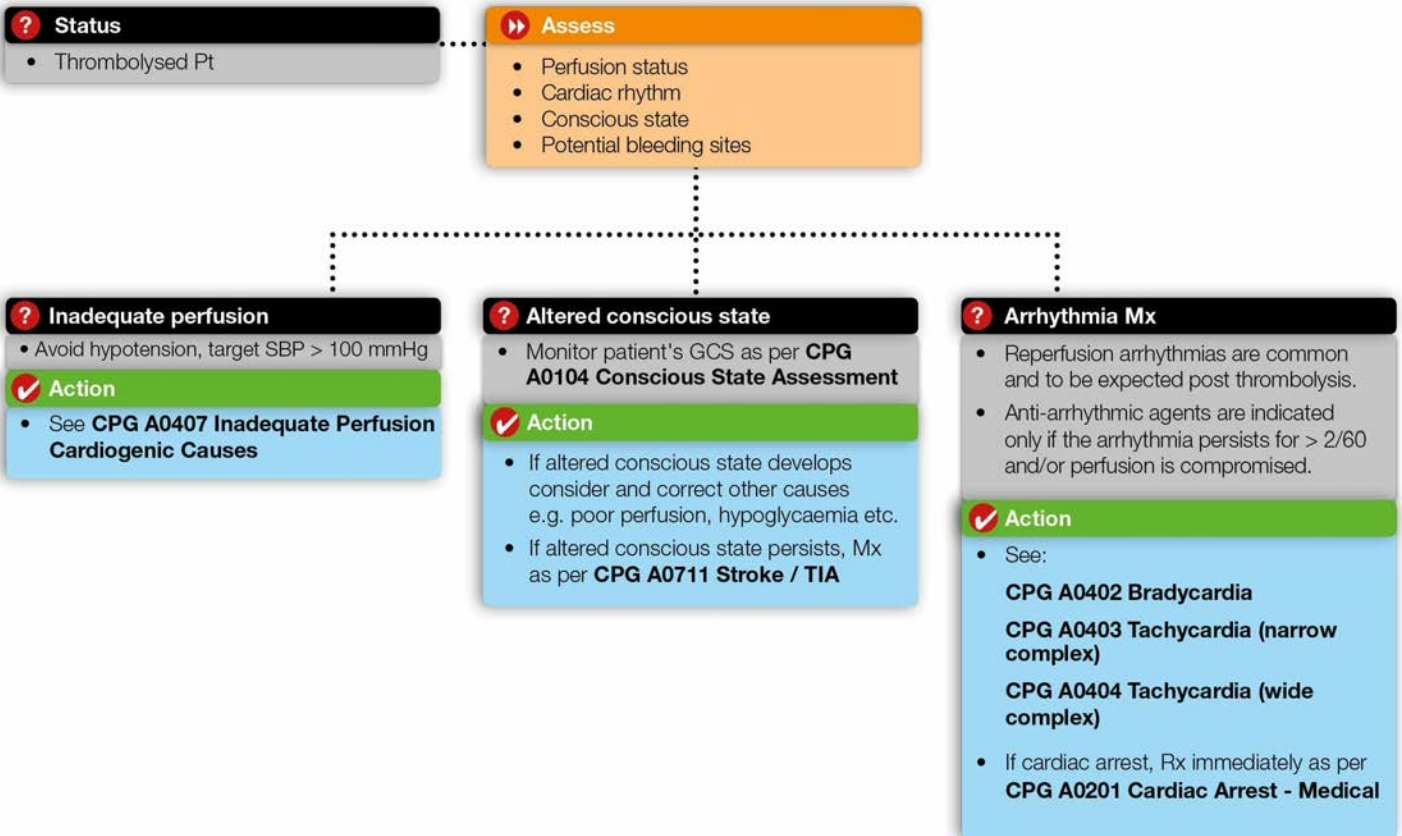 ? Status
• Thrombolysed Pt
Assess
• Perfusion status
• Cardiac rhythm
• Conscious state
• Potential bleeding sites
? Inadequate perfusion
• Avoid hypotension, target SBP > 100 mmHg
Action
• See CPG A0407 Inadequate Perfusion
Cardiogenic Causes
? Altered conscious state
• Monitor patient's GCS as per CPG
A0104 Conscious State Assessment
Action
• If altered conscious state develops
consider and correct other causes
e.g. poor perfusion, hypoglycaemia etc.
• If altered conscious state persists, Mx
as per CPG A0711 Stroke / TIA
? Arrhythmia Mx
• Reperfusion arrhythmias are common
and to be expected post thrombolysis.
• Anti-arrhythmic agents are indicated
only if the arrhythmia persists for > 2/60
and/or perfusion is compromised.
Action
• See:
CPG A0402 Bradycardia
CPG A0403 Tachycardia (narrow
complex)
CPG A0404 Tachycardia (wide
complex)
• If cardiac arrest, Rx immediately as per
CPG A0201 Cardiac Arrest - Medical